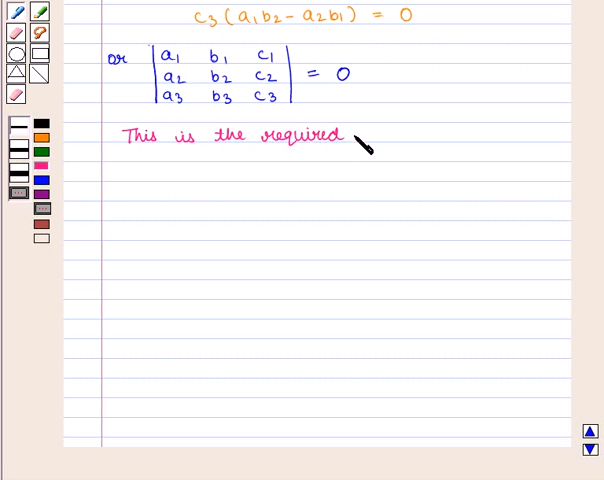 c3 (a1b2 - a2b1) = 0
or | a1 b1 c1 |
| a2 b2 c2 | = 0
| a3 b3 c3 |
This is the required